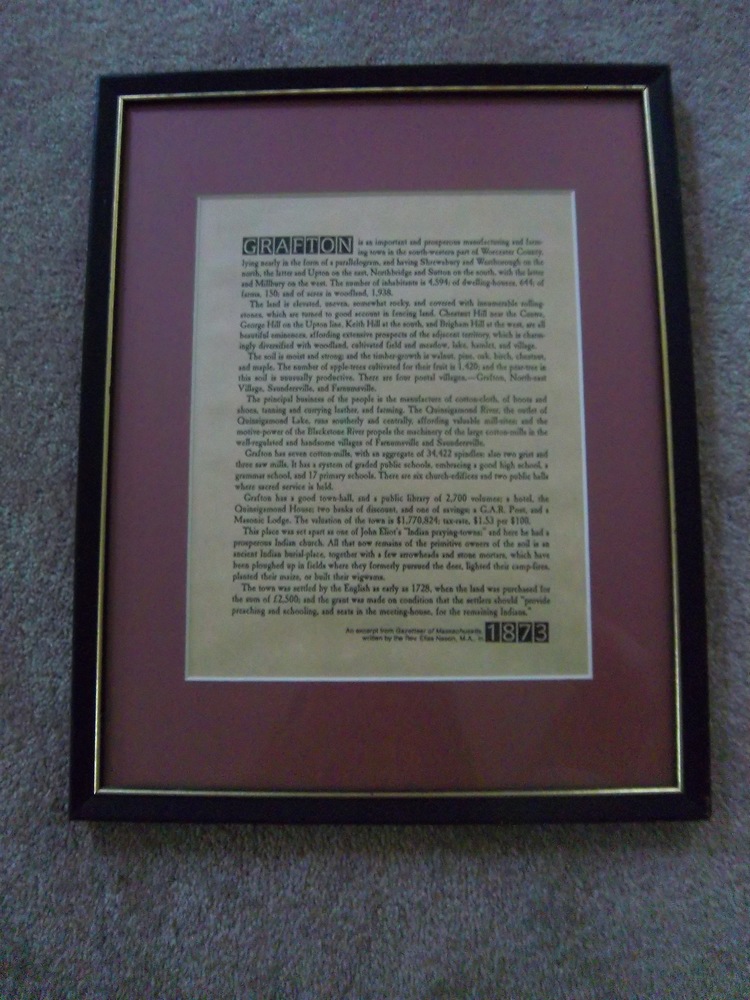 GRAFTON is an important and prosperous manufacturing and farm-
ing town in the south-western part of Worcester County,
lying nearly in the form of a parallelogram, and having Shrewsbury and Westborough on the
north, the latter and Upton on the east, Northbridge and Sutton on the south, with the latter
and Millbury on the west. The number of inhabitants is 4,594; of dwelling-houses, 644; of
farms, 150; and of acres in woodland, 1,938.
The land is elevated, uneven, somewhat rocky, and covered with innumerable rolling-
stones, which are turned to good account in fencing land. Chestnut Hill near the Centre,
George Hill on the Upton line, Keith Hill at the south, and Brigham Hill at the west, are all
beautiful eminences, affording extensive prospects of the adjacent territory, which is charm-
ingly diversified with woodland, cultivated field and meadow, lake, hamlet, and village.
The soil is moist and strong; and the timber-growth is walnut, pine, oak, birch, chestnut,
and maple. The number of apple-trees cultivated for their fruit is 1,420; and the pear-tree in
this soil is unusually productive. There are four postal villages,—Grafton, North-east
Village, Saundersville, and Farnumsville.
The principal business of the people is the manufacture of cotton-cloth, of boots and
shoes, tanning and currying leather, and farming. The Quinsigamond River, the outlet of
Quinsigamond Lake, runs southerly and centrally, affording valuable mill-sites; and the
motive-power of the Blackstone River propels the machinery of the large cotton-mills in the
well-regulated and handsome villages of Farnumsville and Saundersville.
Grafton has seven cotton-mills, with an aggregate of 34,422 spindles; also two grist and
three saw mills. It has a system of graded public schools, embracing a good high school, a
grammar school, and 17 primary schools. There are six church-edifices and two public halls
where sacred service is held.
Grafton has a good town-hall, and a public library of 2,700 volumes; a hotel, the
Quinsigamond House; two banks of discount, and one of savings; a G.A.R. Post, and a
Masonic Lodge. The valuation of the town is $1,770,824; tax-rate, $1.53 per $100.
This place was set apart as one of John Eliot's "Indian praying-towns;" and here he had a
prosperous Indian church. All that now remains of the primitive owners of the soil is an
ancient Indian burial-place, together with a few arrowheads and stone mortars, which have
been ploughed up in fields where they formerly pursued the deer, lighted their camp-fires,
planted their maize, or built their wigwams.
The town was settled by the English as early as 1728, when the land was purchased for
the sum of £2,500; and the grant was made on condition that the settlers should "provide
preaching and schooling, and seats in the meeting-house, for the remaining Indians."
An excerpt from Gazetteer of Massachusetts,
written by the Rev. Elias Nason, M.A., in 1873